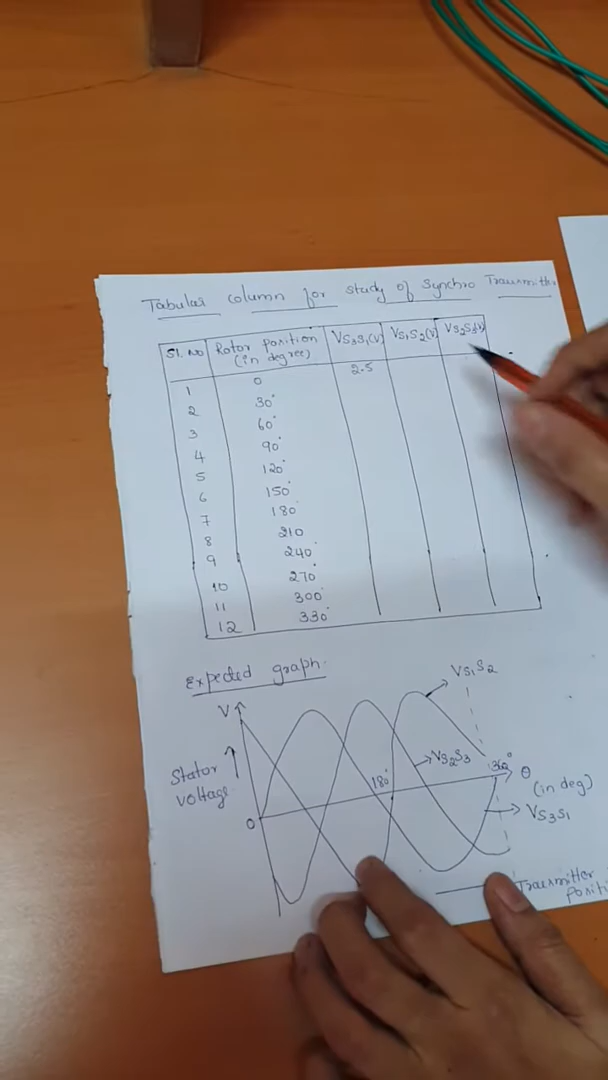 Tabular column for study of Synchro Transmitte
Sl. no Rotor position (in degree) VS3S1(V) VS1S2(V) VS2S3(V)
1 0 2.5
2 30°
3 60°
4 90°
5 120°
6 150°
7 180°
8 210
9 240°
10 270°
11 300°
12 330°
Expected graph.
V
VS1S2
Stator
voltage
VS2S3
180°
360°
θ
(in deg)
0
VS3S1
Transmitter
positi